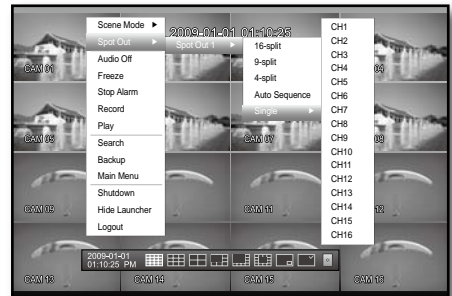 Scene Mode ▶
Spot Out ▶
Audio Off
Freeze
Stop Alarm
Record
Play
Search
Backup
Main Menu
Shutdown
Hide Launcher
Logout
2009-01-01 01:10:25
Spot Out 1 ▶
16-split
9-split
4-split
Auto Sequence
Single ▶
CH1
CH2
CH3
CH4
CH5
CH6
CH7
CH8
CH9
CH10
CH11
CH12
CH13
CH14
CH15
CH16
CAM 01
04
CAM 05
CAM 07
08
CAM 09
CAM 11
12
CAM 13
CAM 14
CAM 15
CAM 16
2009-01-01
01:10:25 PM